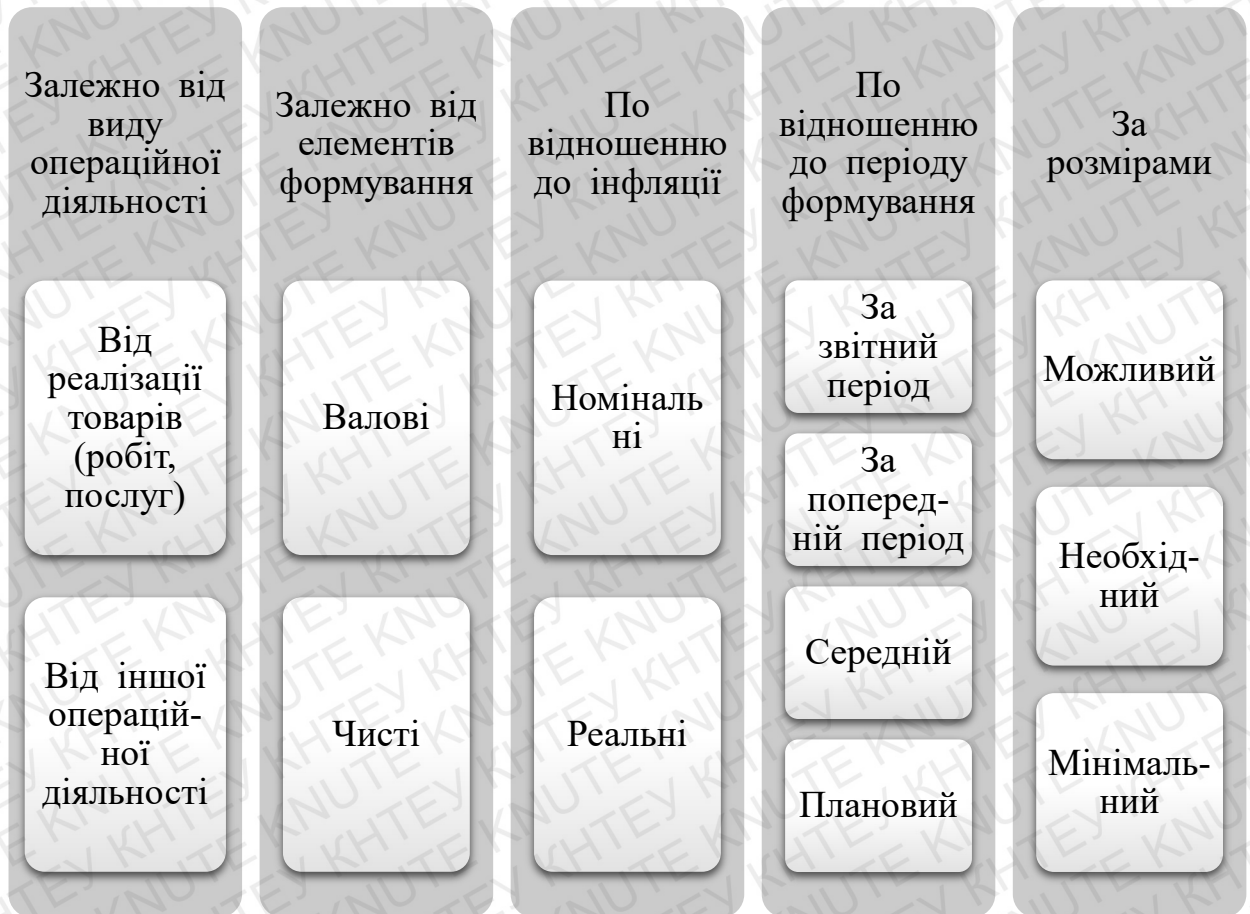 Залежно від
виду
операційної
діяльності
Від
реалізації
товарів
(робіт,
послуг)
Від іншої
операцій-
ної
діяльності
Залежно від
елементів
формування
Валові
Чисті
По
відношенню
до інфляції
Номіналь
ні
Реальні
По
відношенню
до періоду
формування
За
звітний
період
За
поперед-
ній період
Середній
Плановий
За
розмірами
Можливий
Необхід-
ний
Мінімаль-
ний